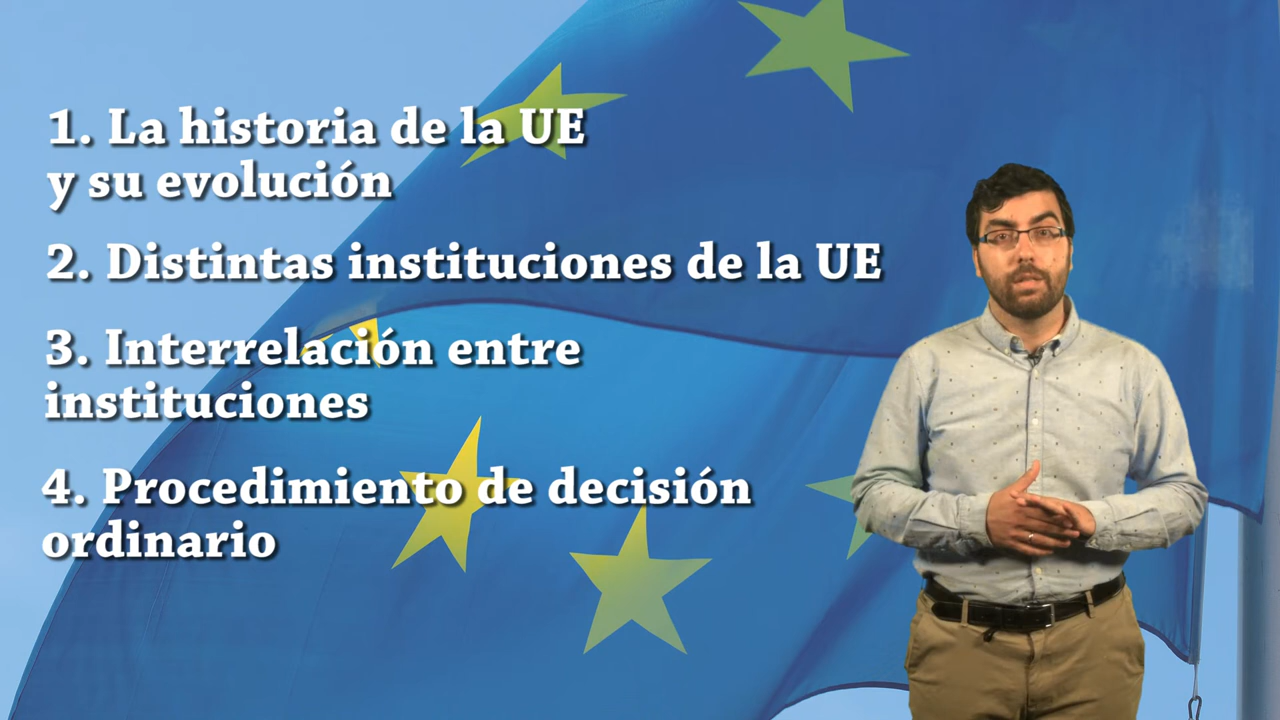 1. La historia de la UE
y su evolución
2. Distintas instituciones de la UE
3. Interrelación entre
instituciones
4. Procedimiento de decisión
ordinario